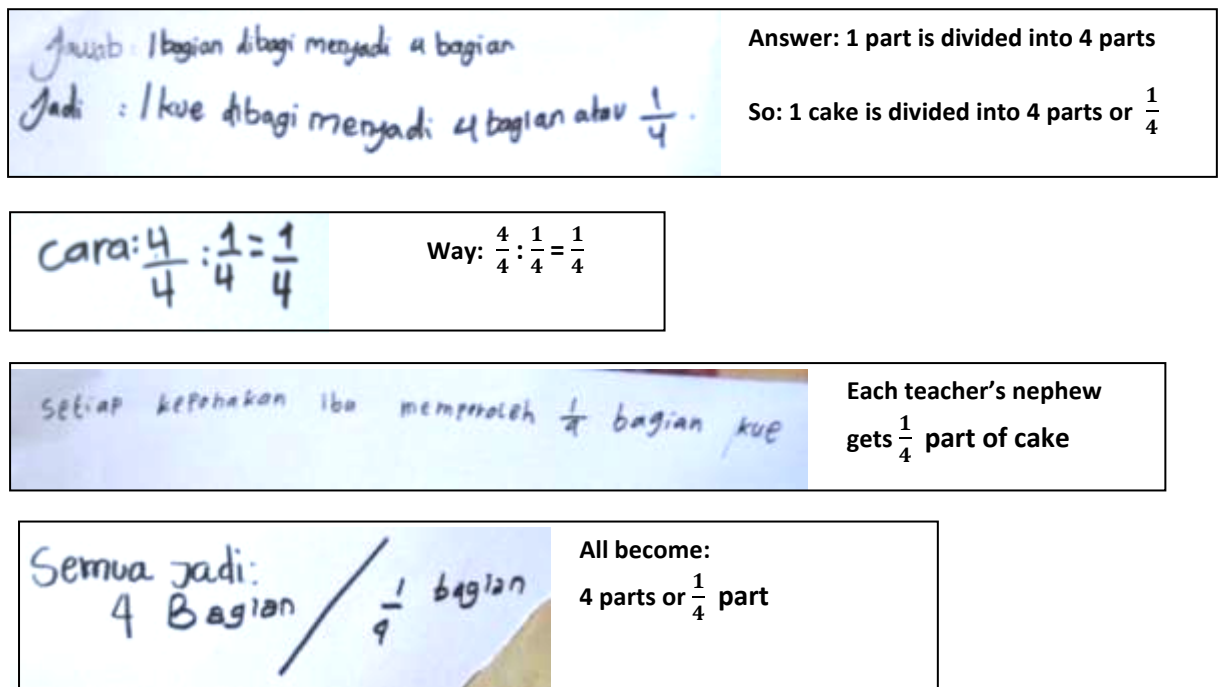 Jawab: 1 bagian dibagi menjadi 4 bagian
Jadi : 1 kue dibagi menjadi 4 bagian atau 1/4.
Answer: 1 part is divided into 4 parts
So: 1 cake is divided into 4 parts or 1/4
Cara: 4/4 : 1/4 = 1/4
Way: 4/4 : 1/4 = 1/4
setiap keponakan ibu memperoleh 1/4 bagian kue
Each teacher’s nephew
gets 1/4 part of cake
Semua jadi:
4 Bagian / 1/4 bagian
All become:
4 parts or 1/4 part